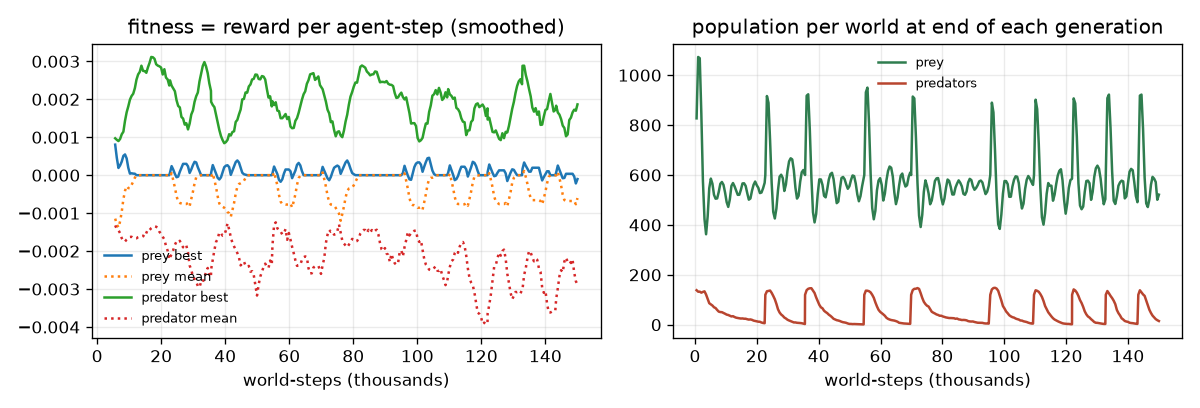 fitness = reward per agent-step (smoothed)
0.003
0.002
0.001
0.000
−0.001
−0.002
−0.003
−0.004
prey best
prey mean
predator best
predator mean
0 20 40 60 80 100 120 140
world-steps (thousands)
population per world at end of each generation
1000
800
600
400
200
0
prey
predators
0 20 40 60 80 100 120 140
world-steps (thousands)